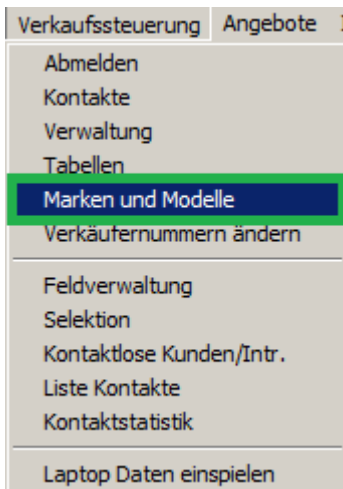 Verkaufssteuerung Angebote
Abmelden
Kontakte
Verwaltung
Tabellen
Marken und Modelle
Verkäufernummern ändern
Feldverwaltung
Selektion
Kontaktlose Kunden/Intr.
Liste Kontakte
Kontaktstatistik
Laptop Daten einspielen